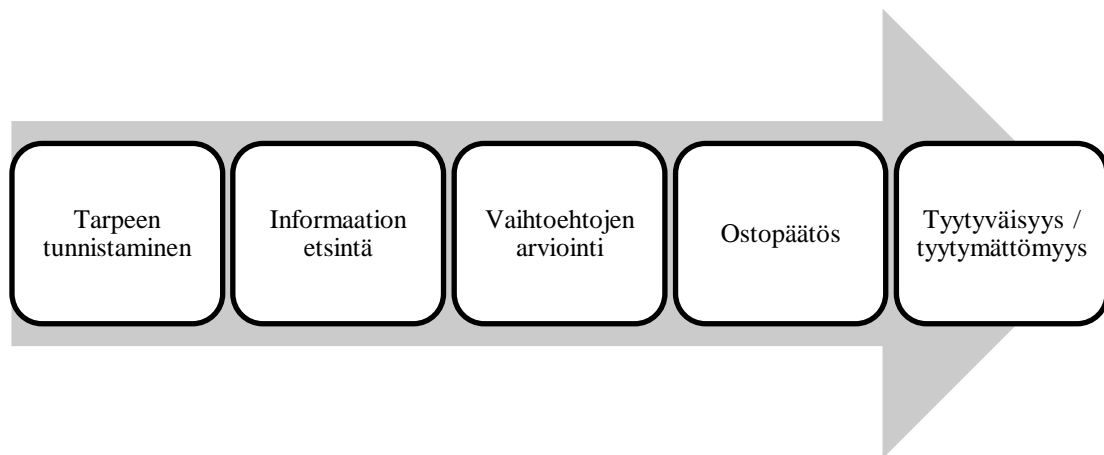 Tarpeen
tunnistaminen
Informaation
etsintä
Vaihtoehtojen
arviointi
Ostopäätös
Tyytyväisyys /
tyytymättömyys